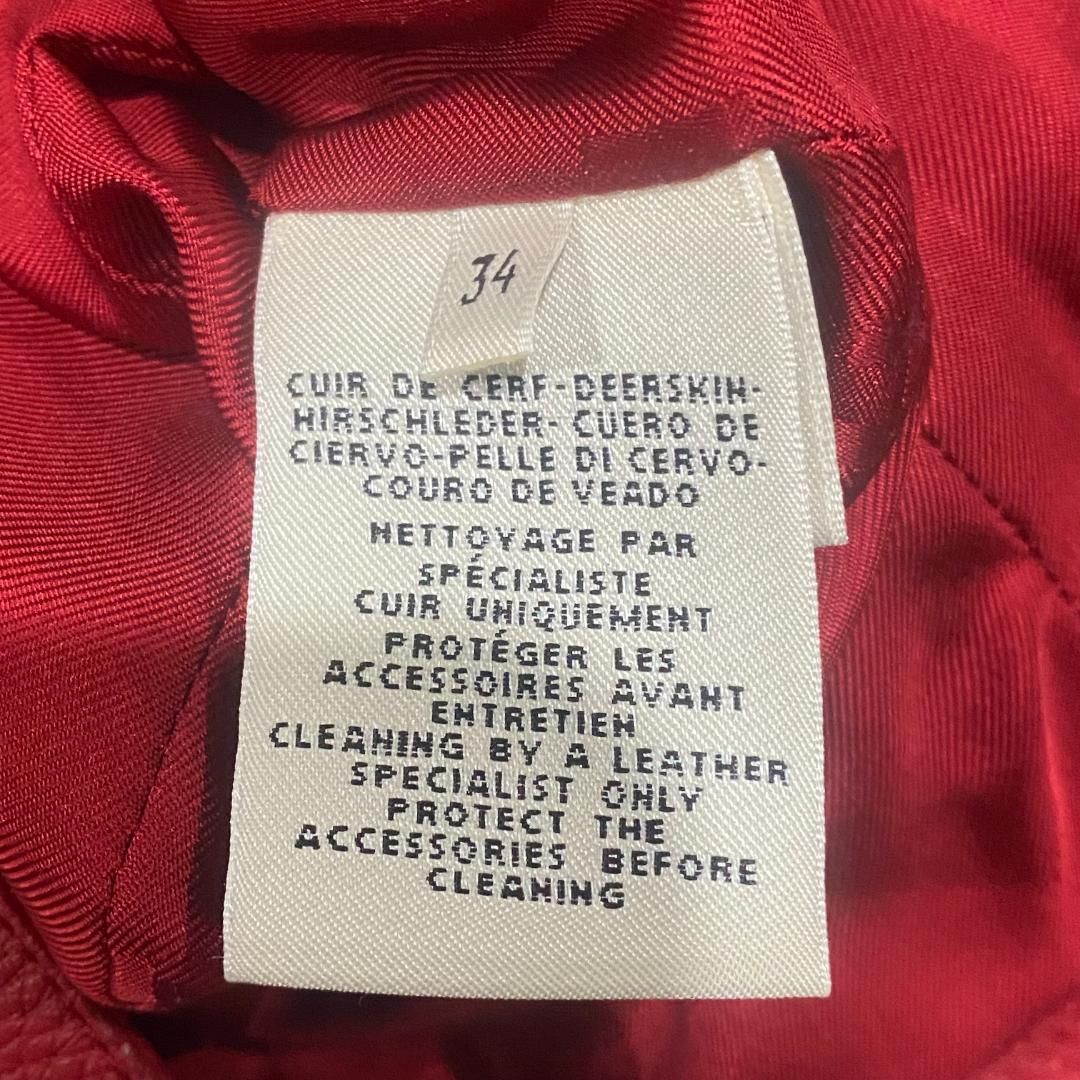 34
CUIR DE CERF-DEERSKIN-
HIRSCHLEDER- CUERO DE
CIERVO-PELLE DI CERVO-
COURO DE VEADO
NETTOYAGE PAR
SPÉCIALISTE
CUIR UNIQUEMENT
PROTÉGER LES
ACCESSOIRES AVANT
ENTRETIEN
CLEANING BY A LEATHER
SPECIALIST ONLY
PROTECT THE
ACCESSORIES BEFORE
CLEANING